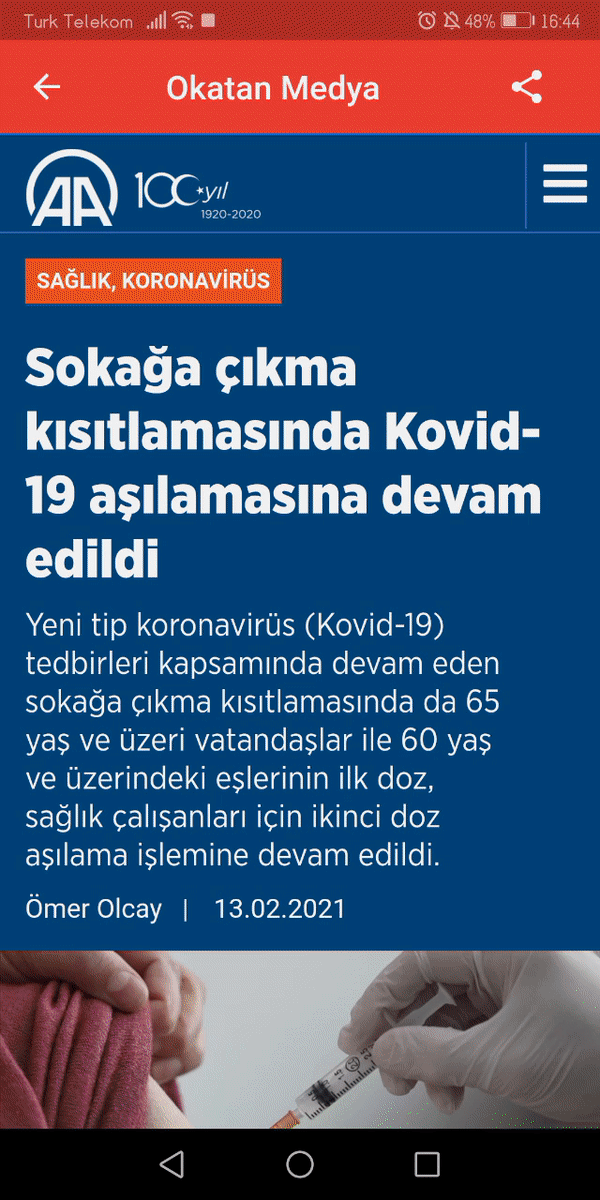 Turk Telekom 48% 16:44
Okatan Medya
AA 100.yıl
1920-2020
SAĞLIK, KORONAVİRÜS
Sokağa çıkma
kısıtlamasında Kovid-
19 aşılamasına devam
edildi
Yeni tip koronavirüs (Kovid-19)
tedbirleri kapsamında devam eden
sokağa çıkma kısıtlamasında da 65
yaş ve üzeri vatandaşlar ile 60 yaş
ve üzerindeki eşlerinin ilk doz,
sağlık çalışanları için ikinci doz
aşılama işlemine devam edildi.
Ömer Olcay | 13.02.2021